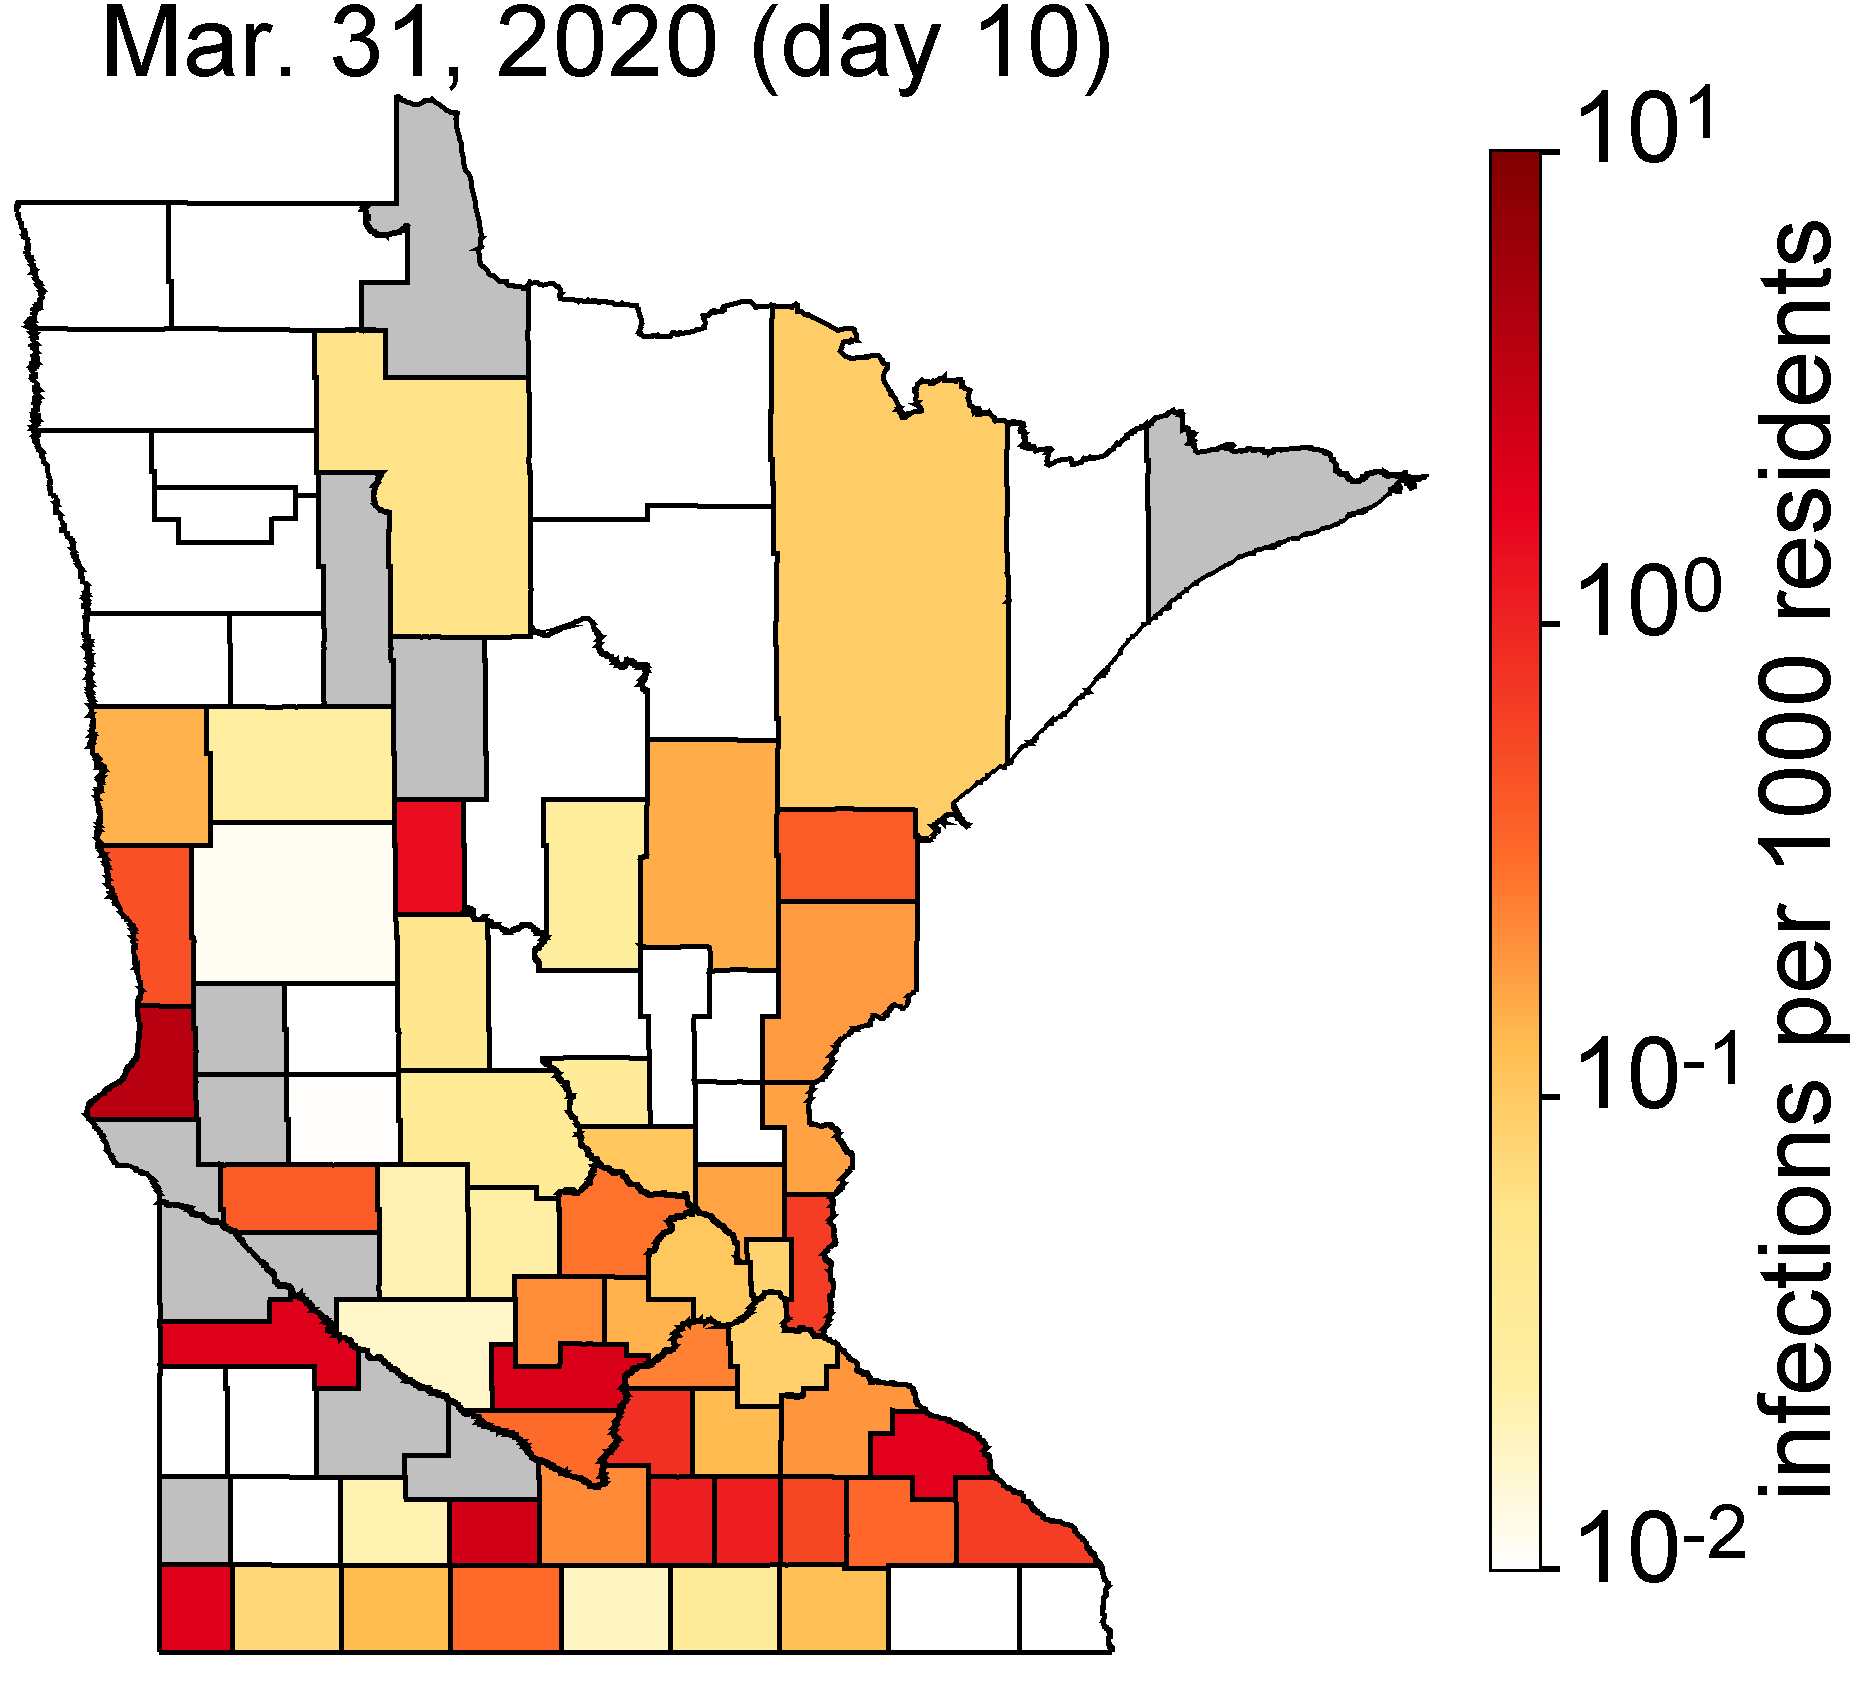 Mar. 31, 2020 (day 10)
10¹
10⁰
10⁻¹
10⁻²
infections per 1000 residents